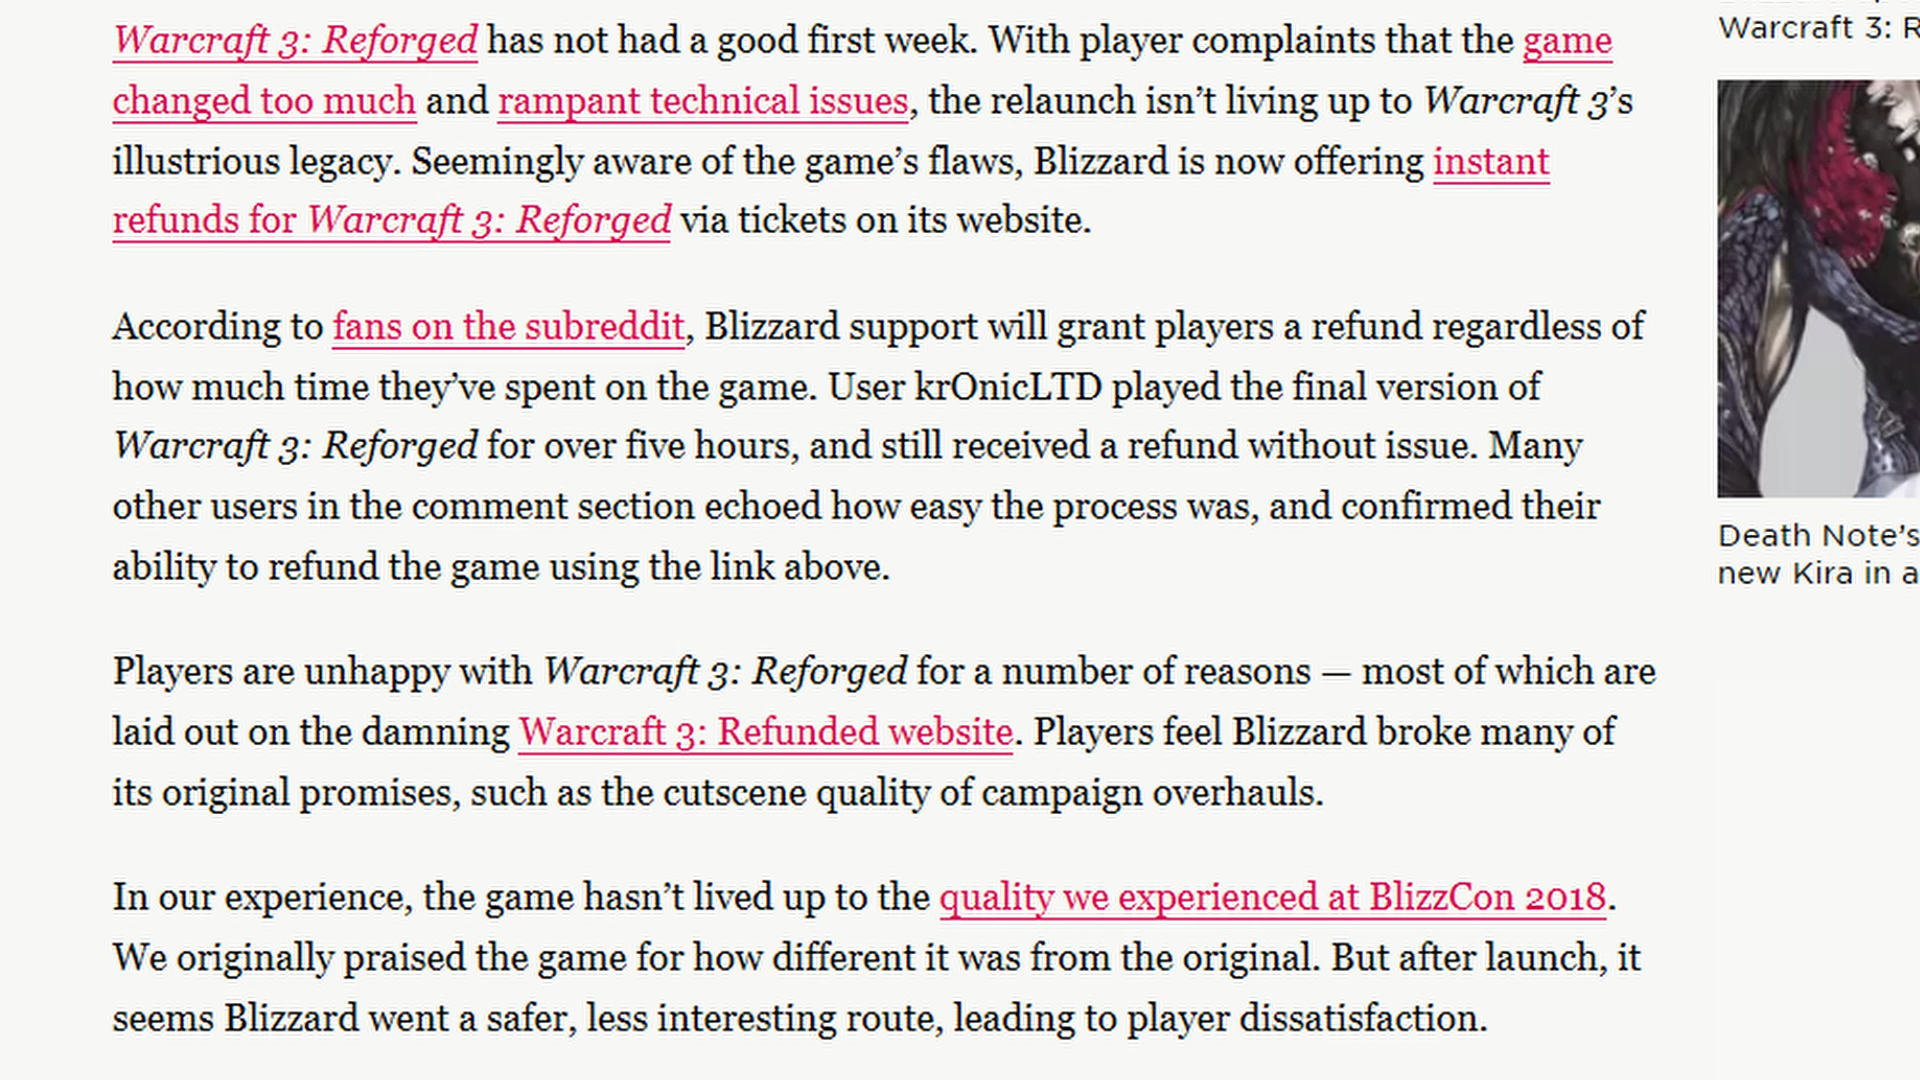 Warcraft 3: Reforged has not had a good first week. With player complaints that the game
changed too much and rampant technical issues, the relaunch isn’t living up to Warcraft 3’s
illustrious legacy. Seemingly aware of the game’s flaws, Blizzard is now offering instant
refunds for Warcraft 3: Reforged via tickets on its website.
According to fans on the subreddit, Blizzard support will grant players a refund regardless of
how much time they’ve spent on the game. User krOnicLTD played the final version of
Warcraft 3: Reforged for over five hours, and still received a refund without issue. Many
other users in the comment section echoed how easy the process was, and confirmed their
ability to refund the game using the link above.
Players are unhappy with Warcraft 3: Reforged for a number of reasons — most of which are
laid out on the damning Warcraft 3: Refunded website. Players feel Blizzard broke many of
its original promises, such as the cutscene quality of campaign overhauls.
In our experience, the game hasn’t lived up to the quality we experienced at BlizzCon 2018.
We originally praised the game for how different it was from the original. But after launch, it
seems Blizzard went a safer, less interesting route, leading to player dissatisfaction.
Warcraft 3: R
Death Note’s
new Kira in a